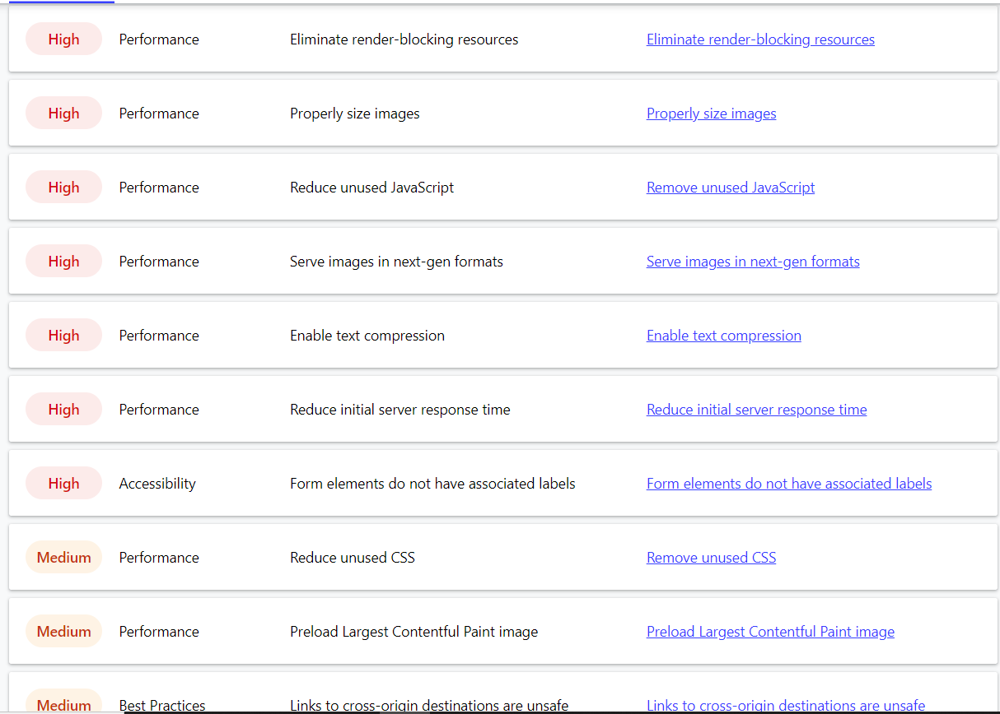 High Performance Eliminate render-blocking resources Eliminate render-blocking resources
High Performance Properly size images Properly size images
High Performance Reduce unused JavaScript Remove unused JavaScript
High Performance Serve images in next-gen formats Serve images in next-gen formats
High Performance Enable text compression Enable text compression
High Performance Reduce initial server response time Reduce initial server response time
High Accessibility Form elements do not have associated labels Form elements do not have associated labels
Medium Performance Reduce unused CSS Remove unused CSS
Medium Performance Preload Largest Contentful Paint image Preload Largest Contentful Paint image
Medium Best Practices Links to cross-origin destinations are unsafe Links to cross-origin destinations are unsafe